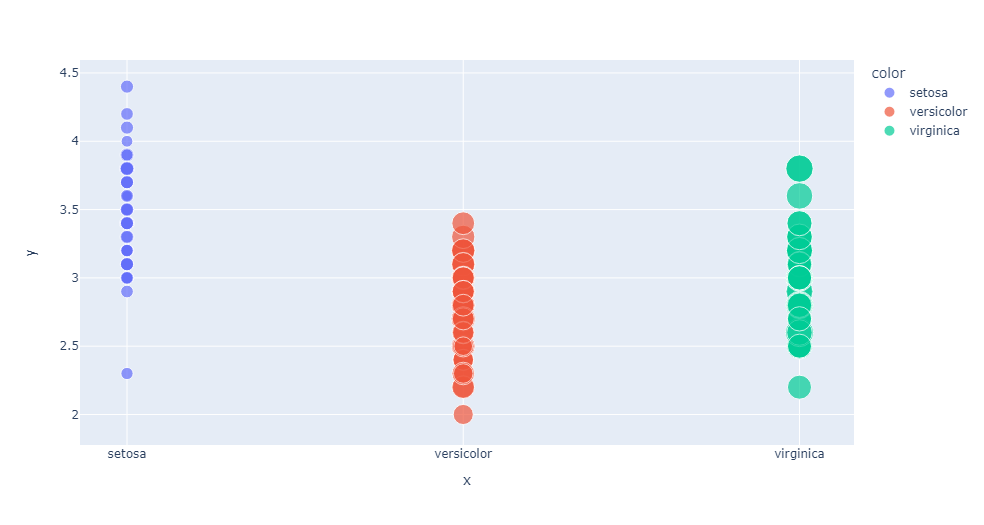 4.5
4
3.5
3
2.5
2
y
setosa
versicolor
virginica
x
color
setosa
versicolor
virginica